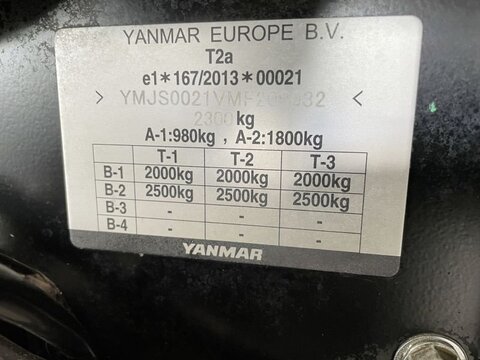 YANMAR EUROPE B.V.
T2a
e1*167/2013*00021
> <
2300 kg
A-1:980kg , A-2:1800kg
T-1 T-2 T-3
B-1 2000kg 2000kg 2000kg
B-2 2500kg 2500kg 2500kg
B-3 - - -
B-4 - - -
YANMAR